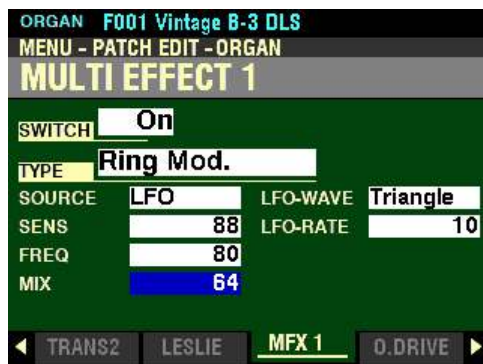 ORGAN F001 Vintage B-3 DLS
MENU - PATCH EDIT - ORGAN
MULTI EFFECT 1
SWITCH On
TYPE Ring Mod.
SOURCE LFO LFO-WAVE Triangle
SENS 88 LFO-RATE 10
FREQ 80
MIX 64
TRANS2 LESLIE MFX 1 O.DRIVE